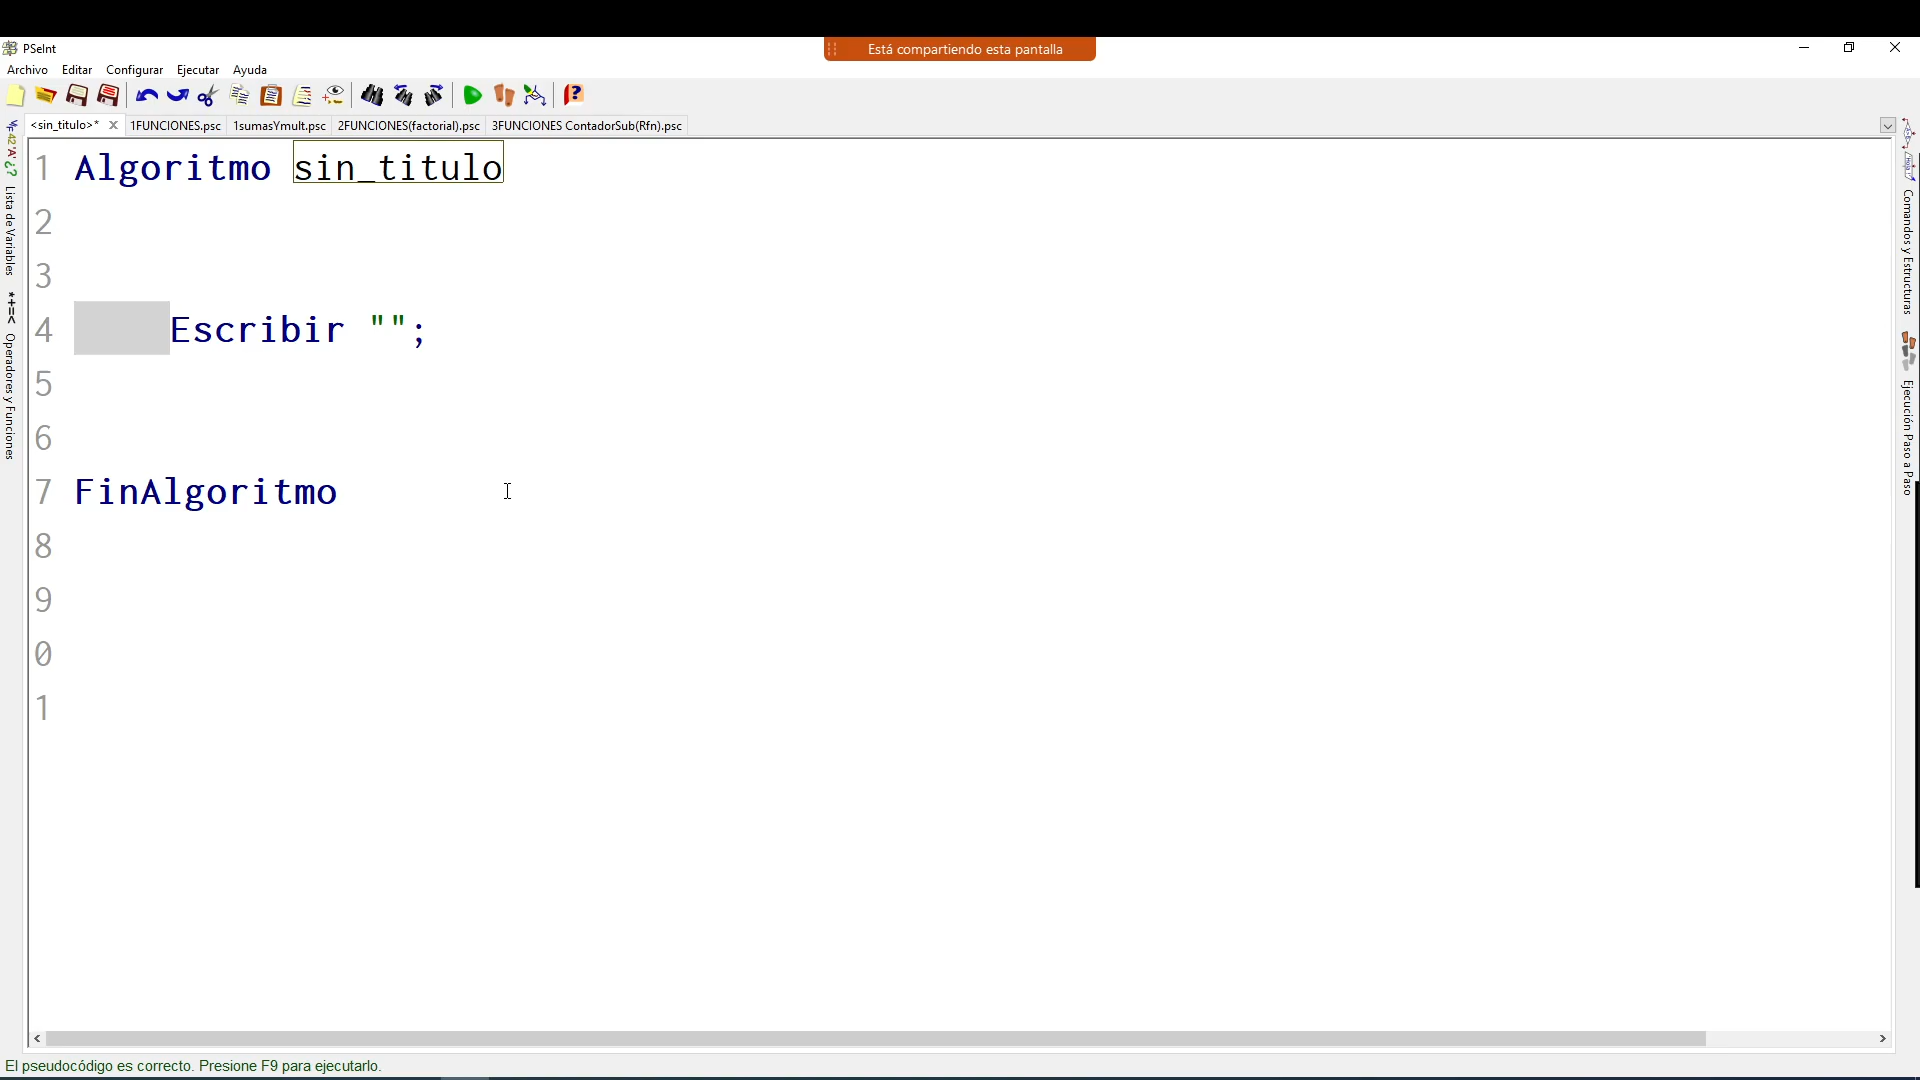 PSeInt
Está compartiendo esta pantalla
Archivo Editar Configurar Ejecutar Ayuda
<sin_titulo>* 1FUNCIONES.psc 1sumasYmult.psc 2FUNCIONES(factorial).psc 3FUNCIONES ContadorSub(Rfn).psc
1 Algoritmo sin_titulo
2
3
4 Escribir "";
5
6
7 FinAlgoritmo
8
9
0
1
Lista de Variables
*+=< Operadores y Funciones
Comandos y Estructuras
Ejecución Paso a Paso
El pseudocódigo es correcto. Presione F9 para ejecutarlo.